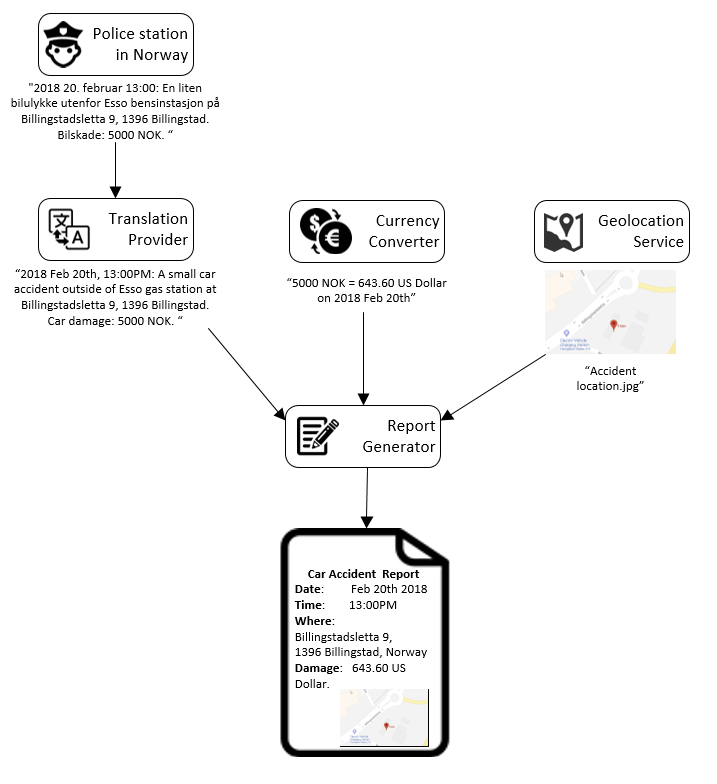 Police station
in Norway
"2018 20. februar 13:00: En liten
bilulykke utenfor Esso bensinstasjon på
Billingstadsletta 9, 1396 Billingstad.
Bilskade: 5000 NOK. “
Translation
Provider
“2018 Feb 20th, 13:00PM: A small car
accident outside of Esso gas station at
Billingstadsletta 9, 1396 Billingstad.
Car damage: 5000 NOK. “
Currency
Converter
“5000 NOK = 643.60 US Dollar
on 2018 Feb 20th”
Geolocation
Service
“Accident
location.jpg”
Report
Generator
Car Accident Report
Date: Feb 20th 2018
Time: 13:00PM
Where:
Billingstadsletta 9,
1396 Billingstad, Norway
Damage: 643.60 US
Dollar.